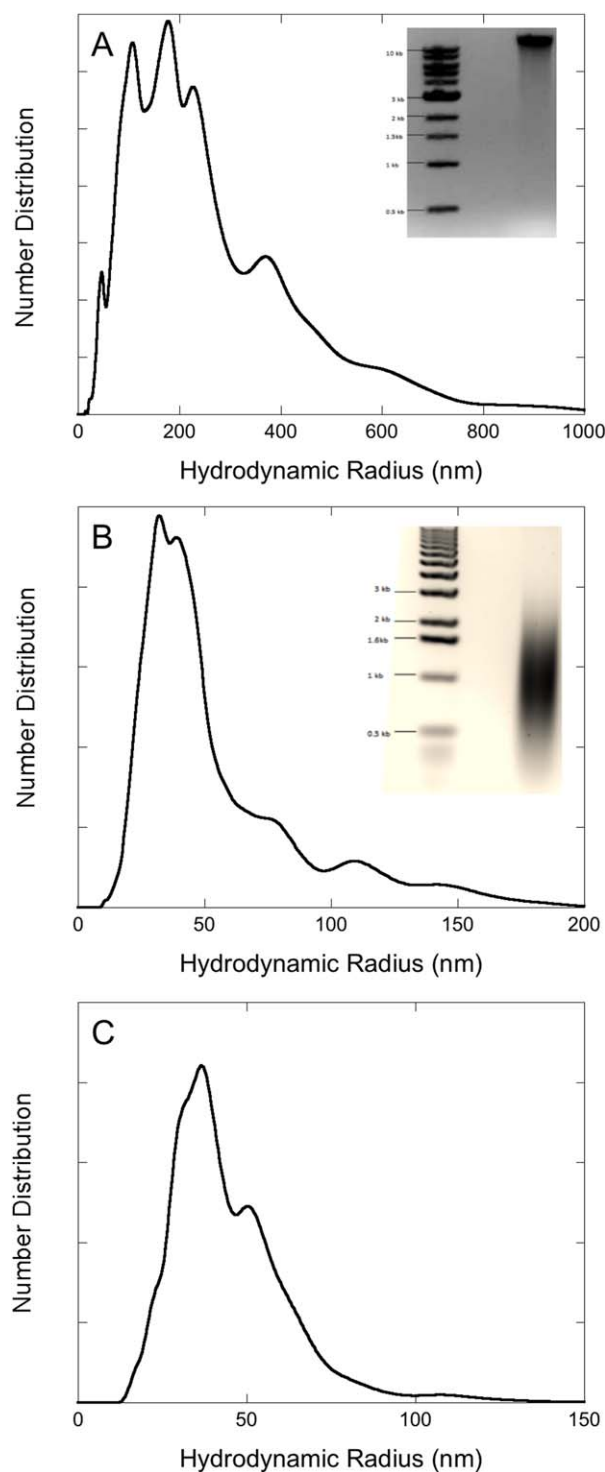 A
Number Distribution
10 kb
3 kb
2 kb
1.5kb
1 kb
0.5 kb
0 200 400 600 800 1000
Hydrodynamic Radius (nm)
B
Number Distribution
3 kb
2 kb
1.6kb
1 kb
0.5 kb
0 50 100 150 200
Hydrodynamic Radius (nm)
C
Number Distribution
0 50 100 150
Hydrodynamic Radius (nm)